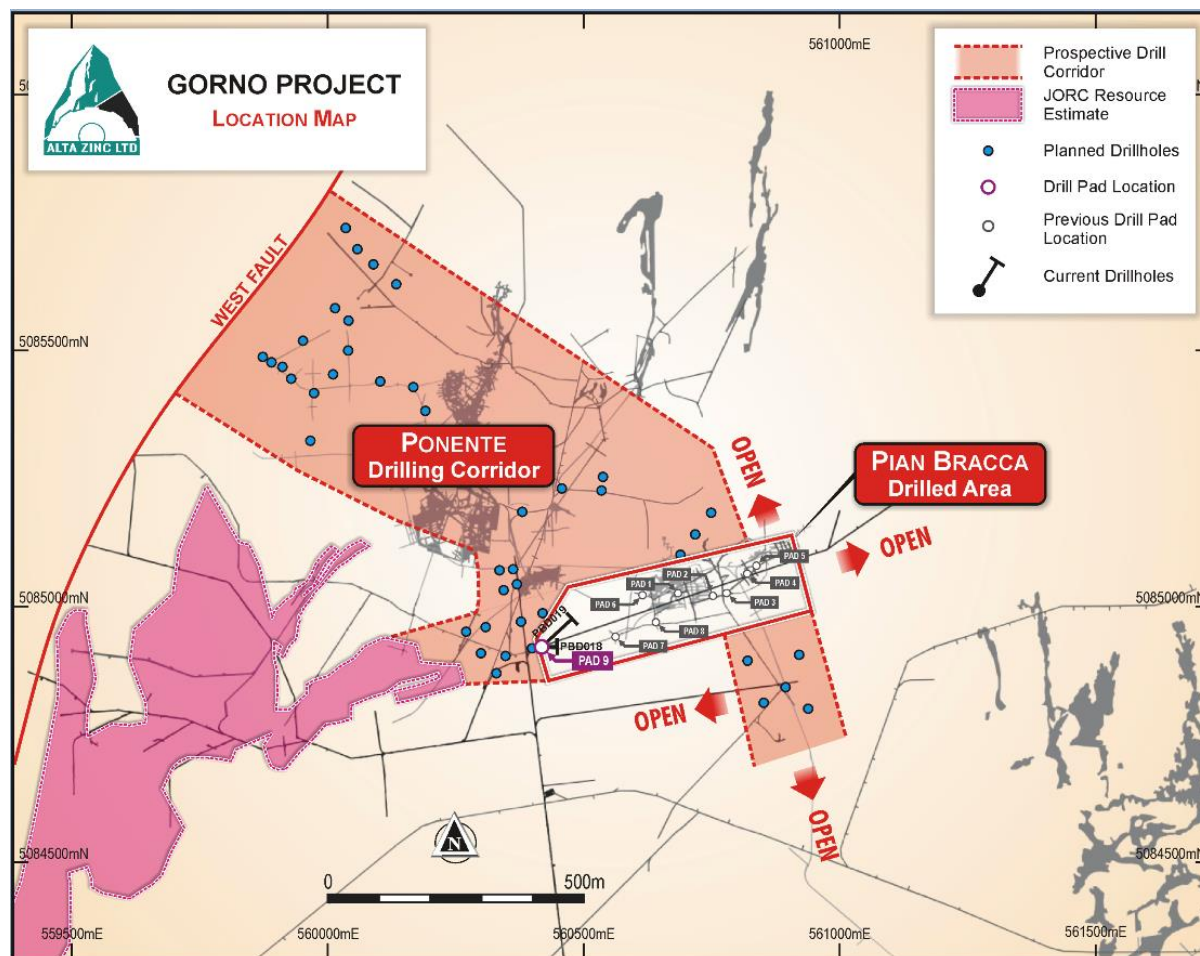 GORNO PROJECT
LOCATION MAP
ALTA ZINC LTD
561000mE
Prospective Drill
Corridor
JORC Resource
Estimate
Planned Drillholes
Drill Pad Location
Previous Drill Pad
Location
Current Drillholes
WEST FAULT
5085500mN
PONENTE
Drilling Corridor
OPEN
PIAN BRACCA
Drilled Area
OPEN
PAD 5
PAD 2
PAD 1
PAD 4
PAD 6
PAD 3
5085000mN
5085000mN
PBD019
PAD 8
PBD018
PAD 7
PAD 9
OPEN
OPEN
N
5084500mN
5084500mN
0
500m
559500mE
560000mE
560500mE
561000mE
561500mE